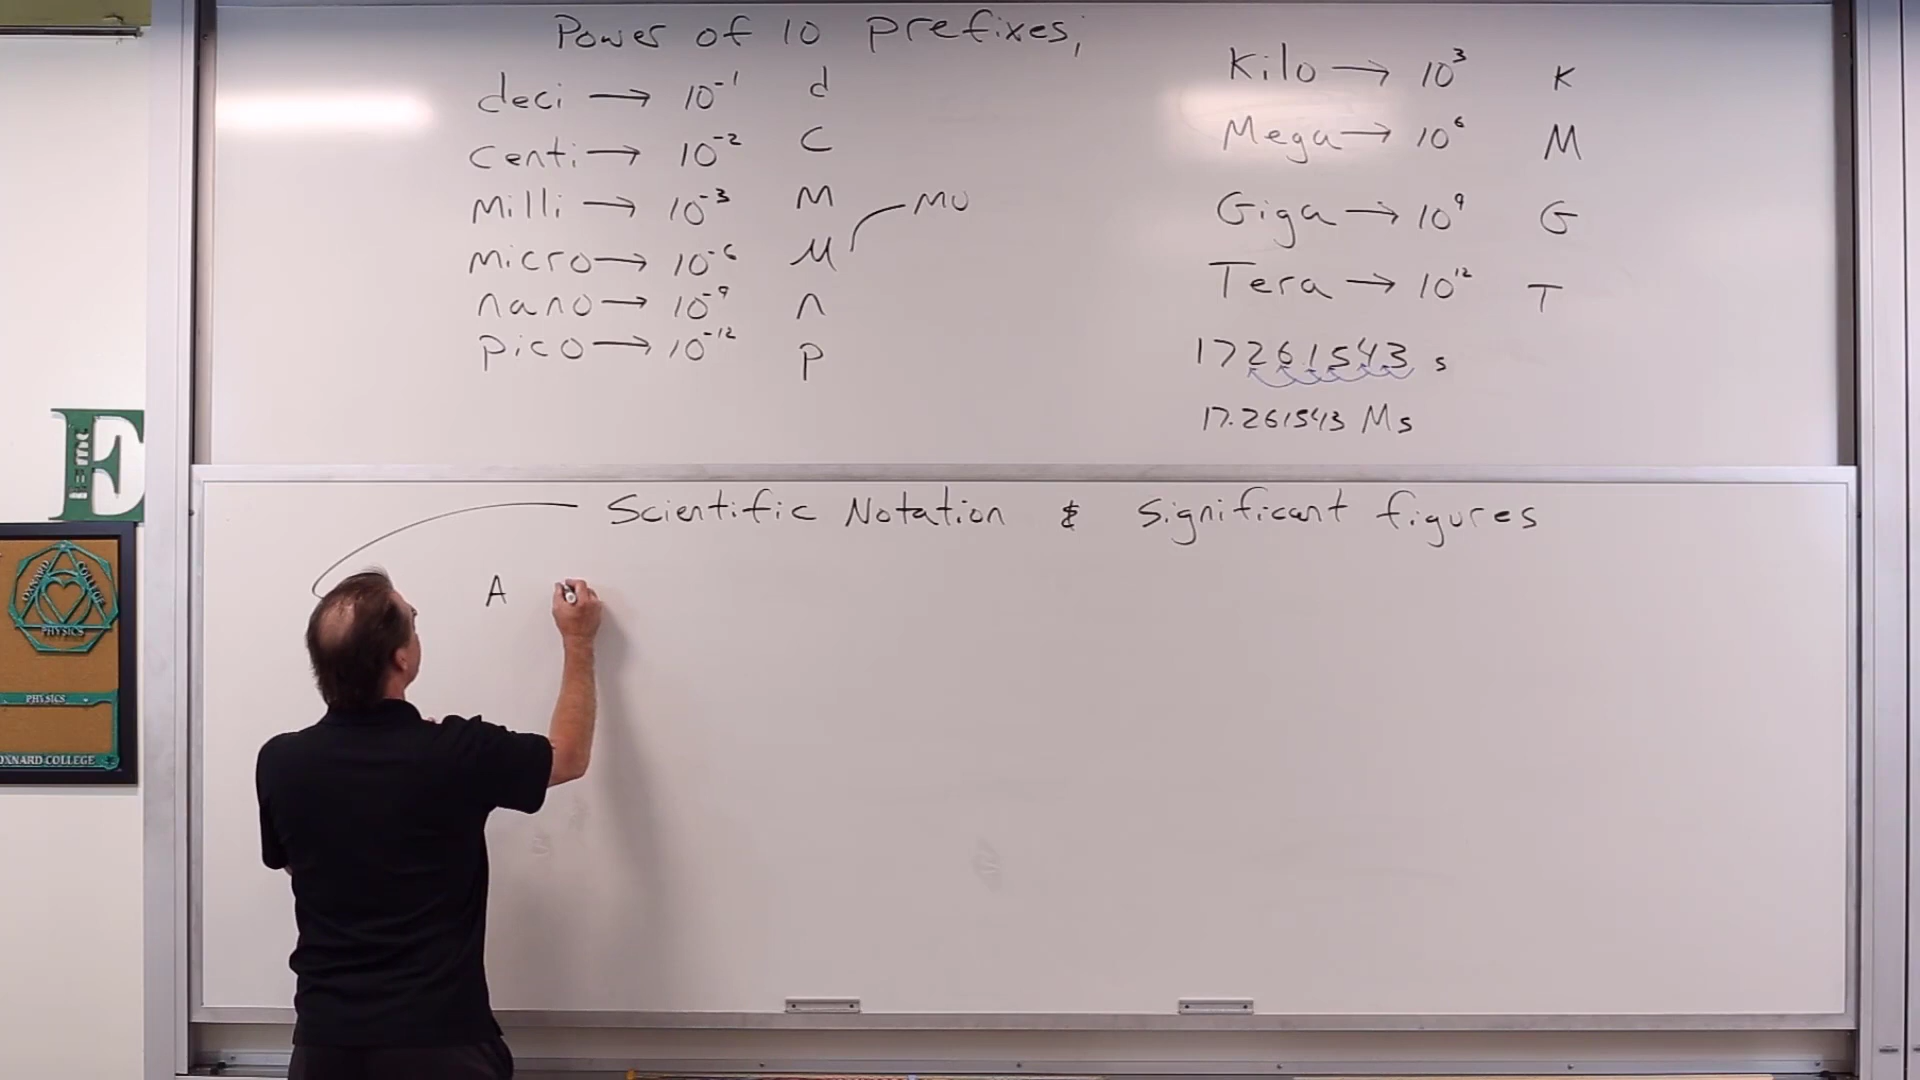 Power of 10 prefixes;
deci → 10⁻¹ d
Centi → 10⁻² C
Milli → 10⁻³ M
Micro → 10⁻⁶ μ MU
nano → 10⁻⁹ n
pico → 10⁻¹² p
Kilo → 10³ K
Mega → 10⁶ M
Giga → 10⁹ G
Tera → 10¹² T
17261543 s
17.261543 Ms
Scientific Notation & Significant figures
A
E
OXNARD COLLEGE
PHYSICS
PHYSICS
OXNARD COLLEGE